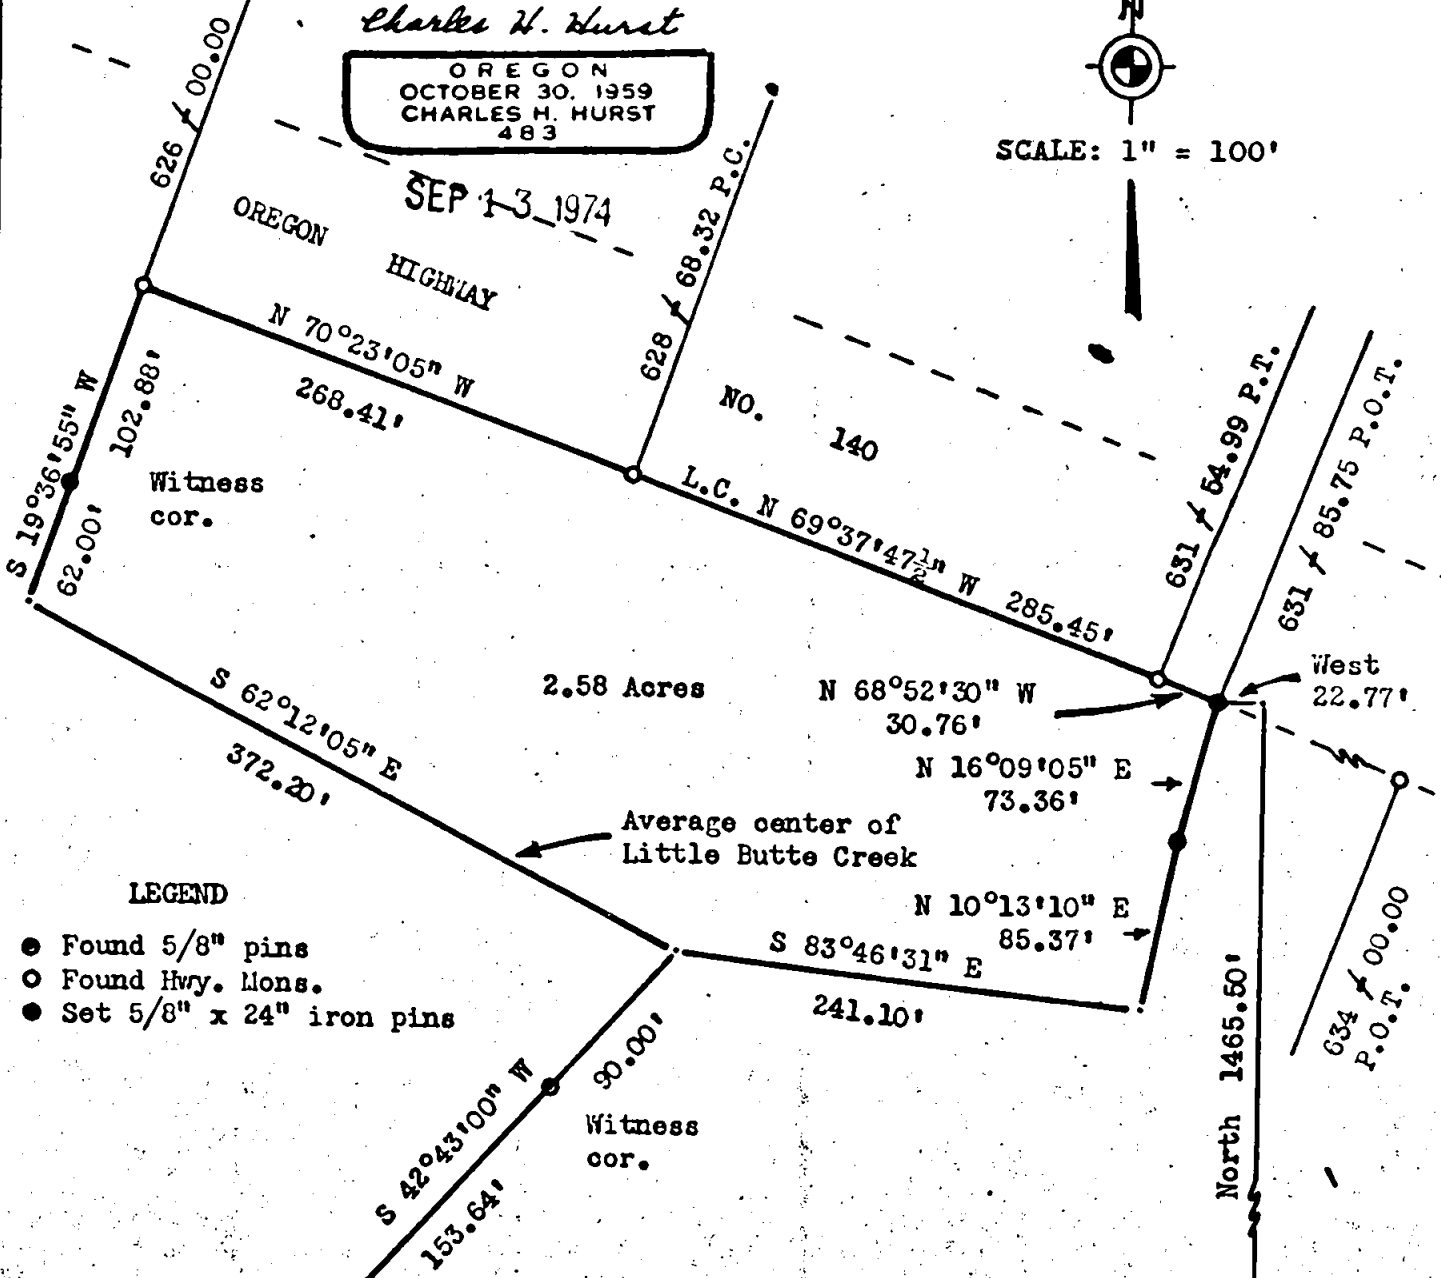 Charles H. Hurst
OREGON
OCTOBER 30, 1959
CHARLES H. HURST
483
SEP 13 1974
N
SCALE: 1" = 100'
626 + 00.00
OREGON
HIGHWAY
NO.
140
628 + 68.32 P.C.
631 + 54.99 P.T.
631 + 85.75 P.O.T.
N 70°23'05" W
268.41'
S 19°36'55" W
102.88'
62.00'
Witness
cor.
L.C. N 69°37'47½" W 285.45'
West
22.77'
N 68°52'30" W
30.76'
2.58 Acres
S 62°12'05" E
372.20'
N 16°09'05" E
73.36'
Average center of
Little Butte Creek
N 10°13'10" E
85.37'
S 83°46'31" E
241.10'
634 + 00.00
P.O.T.
LEGEND
Found 5/8" pins
Found Hwy. Mons.
Set 5/8" x 24" iron pins
S 42°43'00" W
90.00'
153.64'
Witness
cor.
North 1465.50'